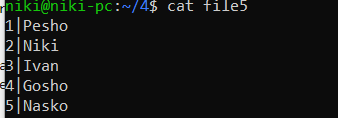 niki@niki-pc:~/4$ cat file5
1|Pesho
2|Niki
3|Ivan
4|Gosho
5|Nasko